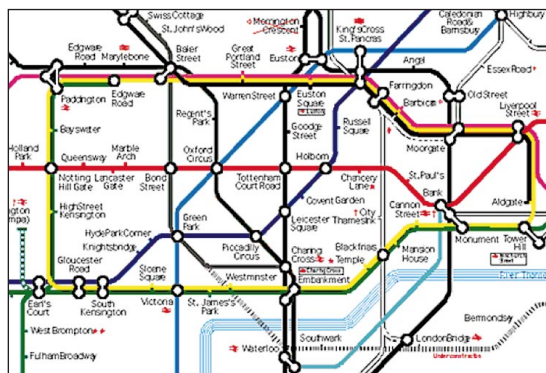 Swiss Cottage
St.John'sWood
Mornington
Crescent
King'sCross
St.Pancras
Caledonian
Road&
Barnsbury
Highbury
Edgware
Road
Marylebone
Baker
Street
Great
Portland
Street
Euston
Angel
Essex Road
Paddington
Edgware
Road
Warren Street
Euston
Square
Farringdon
Barbican
Old Street
Liverpool
Street
Bayswater
Regent's
Park
Goodge
Street
Russell
Square
Moorgate
Holland
Park
Queensway
Lancaster
Gate
Marble
Arch
Oxford
Circus
Holborn
Chancery
Lane
St.Paul's
Notting
Hill Gate
Bond
Street
Tottenham
Court Road
Bank
High Street
Kensington
Covent Garden
Cannon
Street
Aldgate
Green
Park
Leicester
Square
City
Thameslink
Hyde Park Corner
Knightsbridge
Piccadilly
Circus
Charing
Cross
Blackfriars
Temple
Mansion
House
Monument
Tower
Hill
Gloucester
Road
Sloane
Square
Westminster
Charing Cross
Embankment
Earl's
Court
South
Kensington
Victoria
St.James's
Park
West Brompton
Southwark
Bermondsey
Fulham Broadway
Waterloo
London Bridge
Under construction